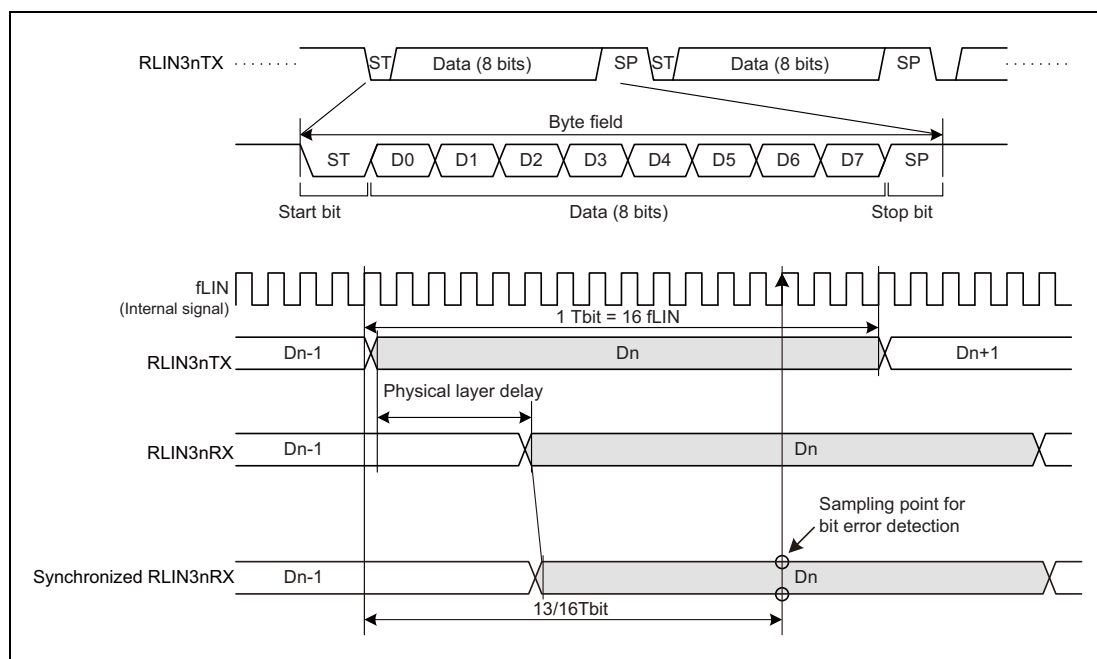 RLIN3nTX
ST
Data (8 bits)
SP
ST
Data (8 bits)
SP
Byte field
ST
D0
D1
D2
D3
D4
D5
D6
D7
SP
Start bit
Data (8 bits)
Stop bit
fLIN
(Internal signal)
1 Tbit = 16 fLIN
RLIN3nTX
Dn-1
Dn
Dn+1
Physical layer delay
RLIN3nRX
Dn-1
Dn
Sampling point for
bit error detection
Synchronized RLIN3nRX
Dn-1
Dn
13/16Tbit